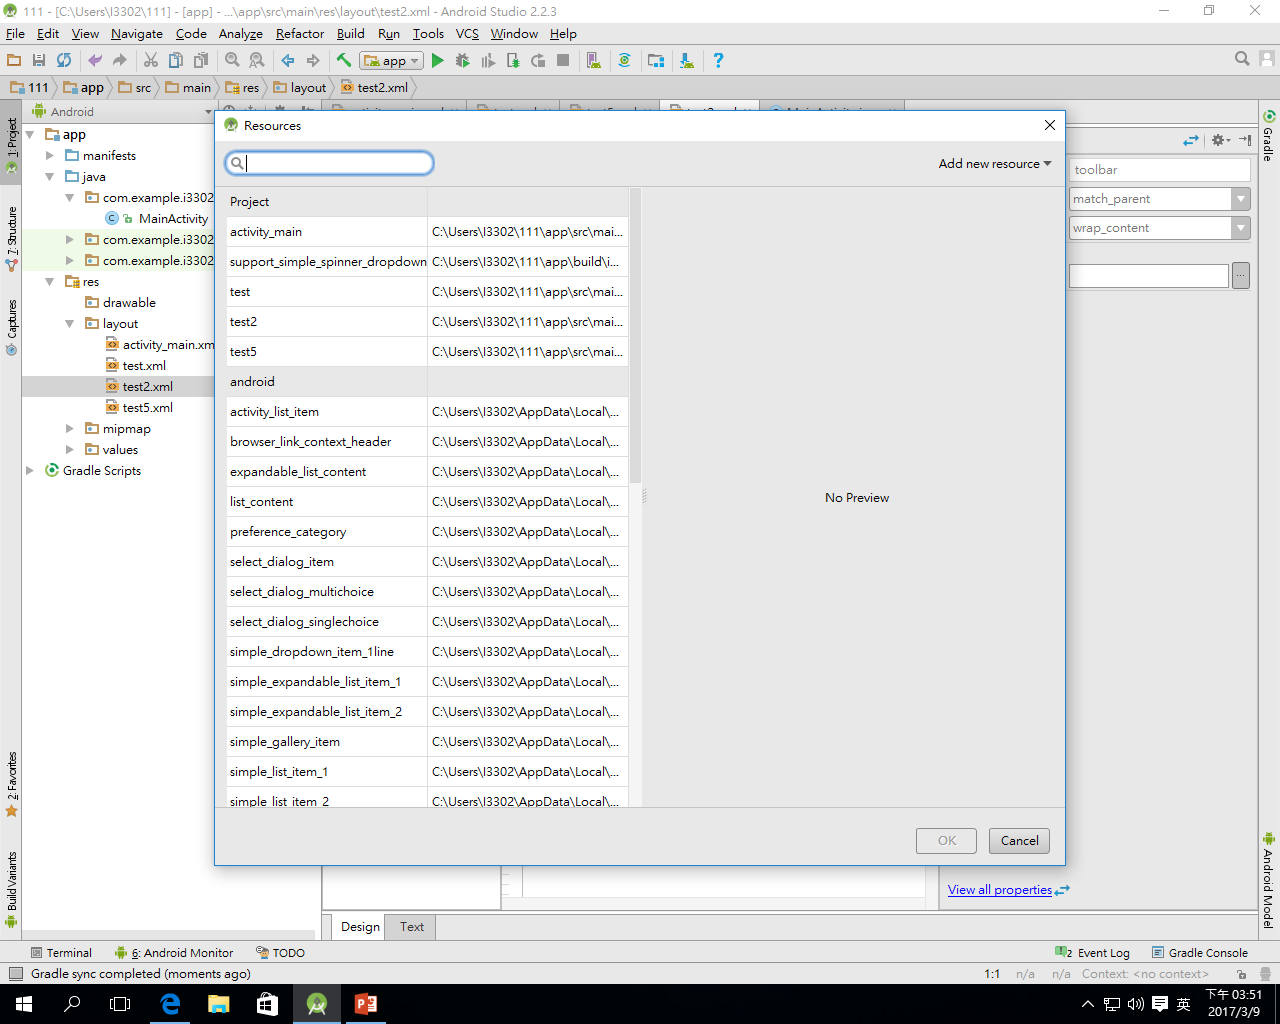 111 - [C:\Users\I3302\111] - [app] - ...\app\src\main\res\layout\test2.xml - Android Studio 2.2.3
File Edit View Navigate Code Analyze Refactor Build Run Tools VCS Window Help
app
111 app src main res layout test2.xml
Android
1: Project
7: Structure
Captures
2: Favorites
Build Variants
app
manifests
java
com.example.i3302
MainActivity
com.example.i3302
com.example.i3302
res
drawable
layout
activity_main.xm
test.xml
test2.xml
test5.xml
mipmap
values
Gradle Scripts
Resources
Add new resource
Project
activity_main C:\Users\I3302\111\app\src\mai...
support_simple_spinner_dropdown C:\Users\I3302\111\app\build\i...
test C:\Users\I3302\111\app\src\mai...
test2 C:\Users\I3302\111\app\src\mai...
test5 C:\Users\I3302\111\app\src\mai...
android
activity_list_item C:\Users\I3302\AppData\Local\...
browser_link_context_header C:\Users\I3302\AppData\Local\...
expandable_list_content C:\Users\I3302\AppData\Local\...
list_content C:\Users\I3302\AppData\Local\...
preference_category C:\Users\I3302\AppData\Local\...
select_dialog_item C:\Users\I3302\AppData\Local\...
select_dialog_multichoice C:\Users\I3302\AppData\Local\...
select_dialog_singlechoice C:\Users\I3302\AppData\Local\...
simple_dropdown_item_1line C:\Users\I3302\AppData\Local\...
simple_expandable_list_item_1 C:\Users\I3302\AppData\Local\...
simple_expandable_list_item_2 C:\Users\I3302\AppData\Local\...
simple_gallery_item C:\Users\I3302\AppData\Local\...
simple_list_item_1 C:\Users\I3302\AppData\Local\...
simple_list_item_2 C:\Users\I3302\AppData\Local\...
No Preview
OK Cancel
toolbar
match_parent
wrap_content
...
View all properties
Gradle
Android Model
Design Text
Terminal 6: Android Monitor TODO 2 Event Log Gradle Console
Gradle sync completed (moments ago) 1:1 n/a n/a Context: <no context>
英
下午 03:51
2017/3/9